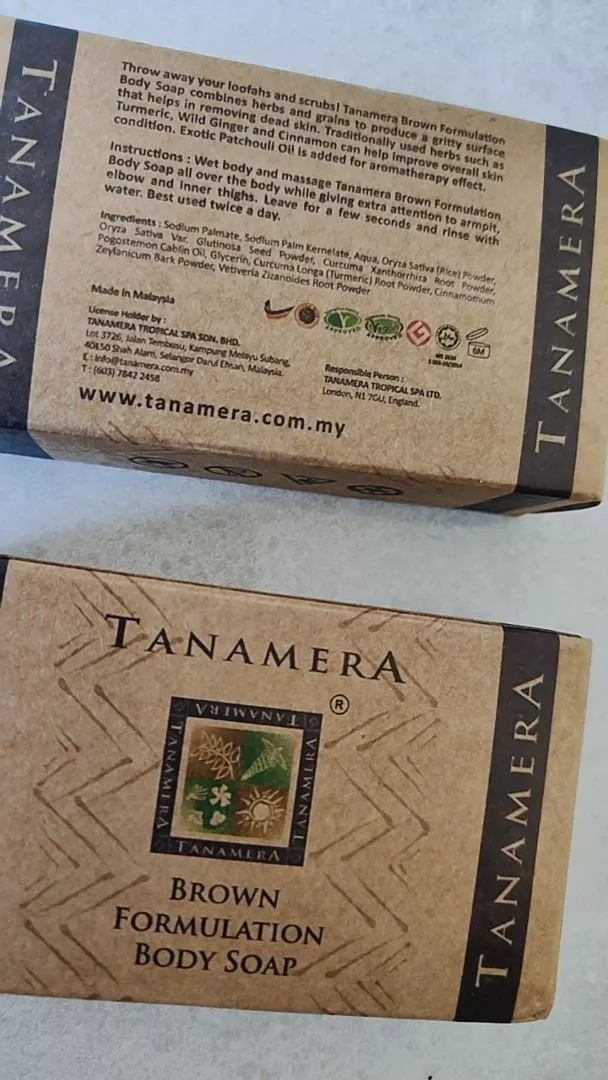 TANAMERA
Throw away your loofahs and scrubs! Tanamera Brown Formulation
Body Soap combines herbs and grains to produce a gritty surface
that helps in removing dead skin. Traditionally used herbs such as
Turmeric, Wild Ginger and Cinnamon can help improve overall skin
condition. Exotic Patchouli Oil is added for aromatherapy effect.
Instructions : Wet body and massage Tanamera Brown Formulation
Body Soap all over the body while giving extra attention to armpit,
elbow and inner thighs. Leave for a few seconds and rinse with
water. Best used twice a day.
Ingredients : Sodium Palmate, Sodium Palm Kernelate, Aqua, Oryza Sativa (Rice) Powder,
Oryza Sativa Var. Glutinosa Seed Powder, Curcuma Xanthorrhiza Root Powder,
Pogostemon Cablin Oil, Glycerin, Curcuma Longa (Turmeric) Root Powder, Cinnamomum
Zeylanicum Bark Powder, Vetiveria Zizanoides Root Powder
Made in Malaysia
License Holder by :
TANAMERA TROPICAL SPA SDN. BHD.
Lot 3726, Jalan Tembusu, Kampung Melayu Subang,
40150 Shah Alam, Selangor Darul Ehsan, Malaysia.
E : info@tanamera.com.my
T : (603) 7842 2458
www.tanamera.com.my
APPROVED
Vegan
APPROVED
6M
Responsible Person :
TANAMERA TROPICAL SPA LTD.
London, N1 7GU, England.
TANAMERA
TANAMERA
®
TANAMERA
TANAMERA
TANAMERA
TANAMERA
BROWN
FORMULATION
BODY SOAP
TANAMERA